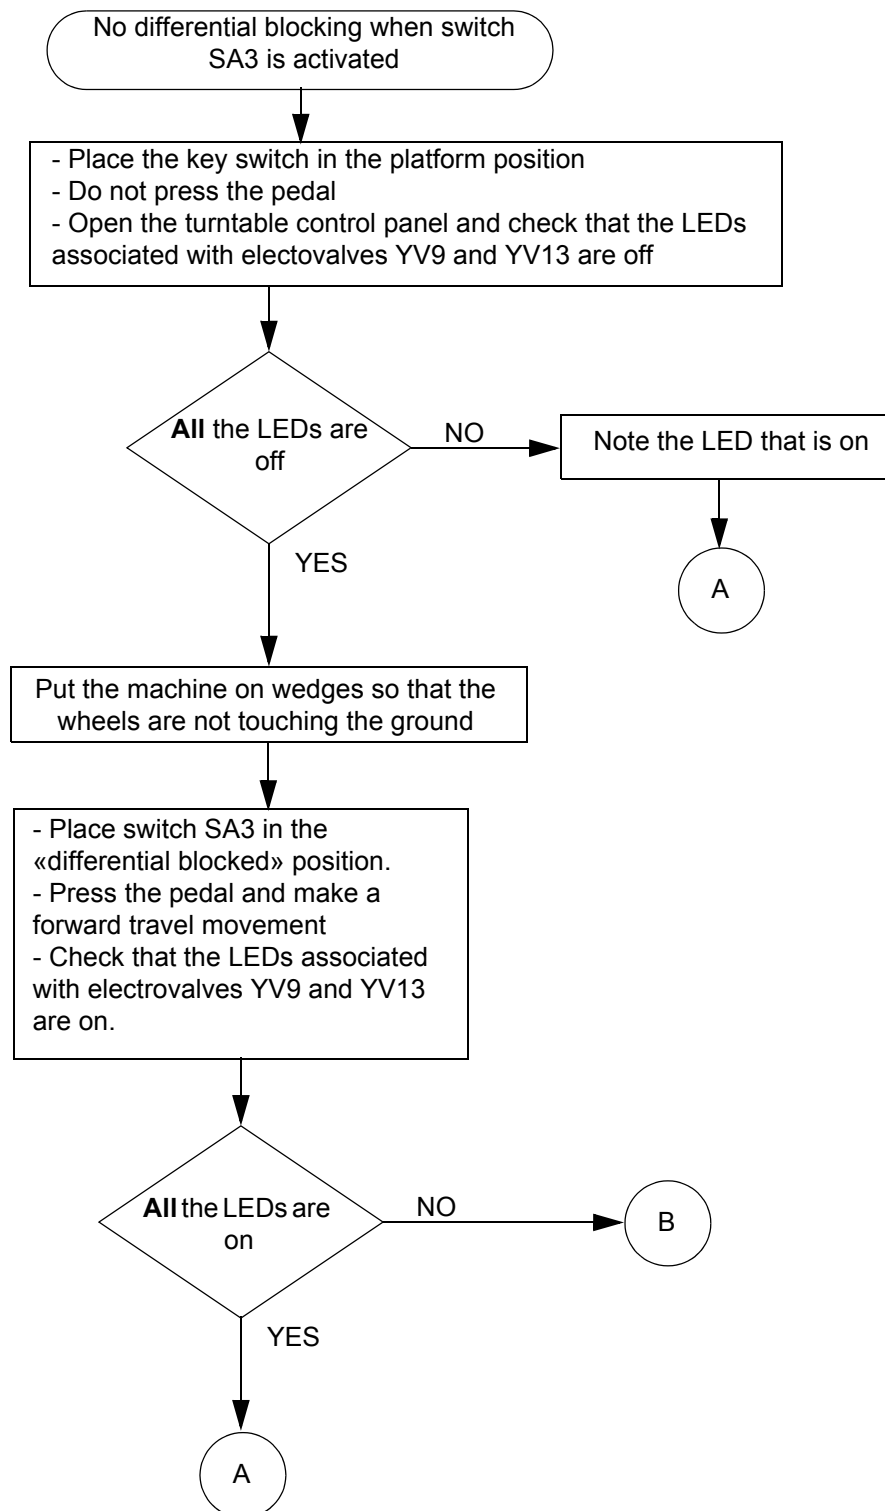 No differential blocking when switch
SA3 is activated
- Place the key switch in the platform position
- Do not press the pedal
- Open the turntable control panel and check that the LEDs
associated with electovalves YV9 and YV13 are off
All the LEDs are
off
NO
Note the LED that is on
A
YES
Put the machine on wedges so that the
wheels are not touching the ground
- Place switch SA3 in the
«differential blocked» position.
- Press the pedal and make a
forward travel movement
- Check that the LEDs associated
with electrovalves YV9 and YV13
are on.
All the LEDs are
on
NO
B
YES
A